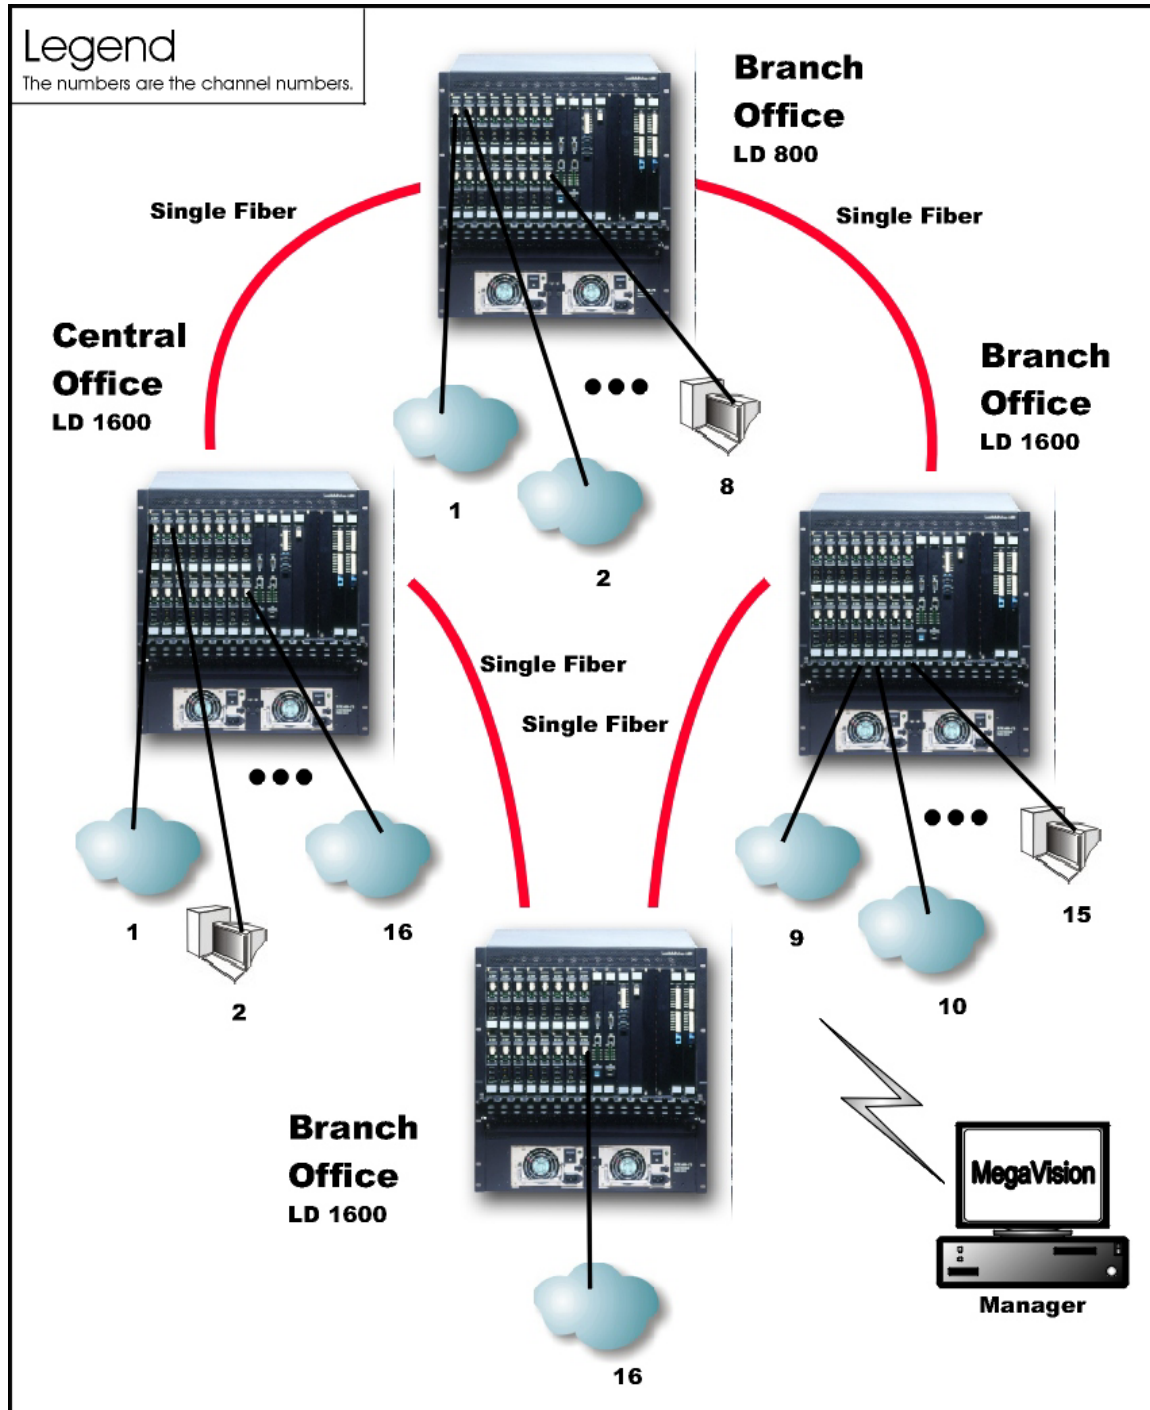 Legend
The numbers are the channel numbers.
Branch
Office
LD 800
Single Fiber
Single Fiber
Central
Office
LD 1600
Branch
Office
LD 1600
1
2
8
Single Fiber
Single Fiber
1
2
16
9
10
15
Branch
Office
LD 1600
16
MegaVision
Manager